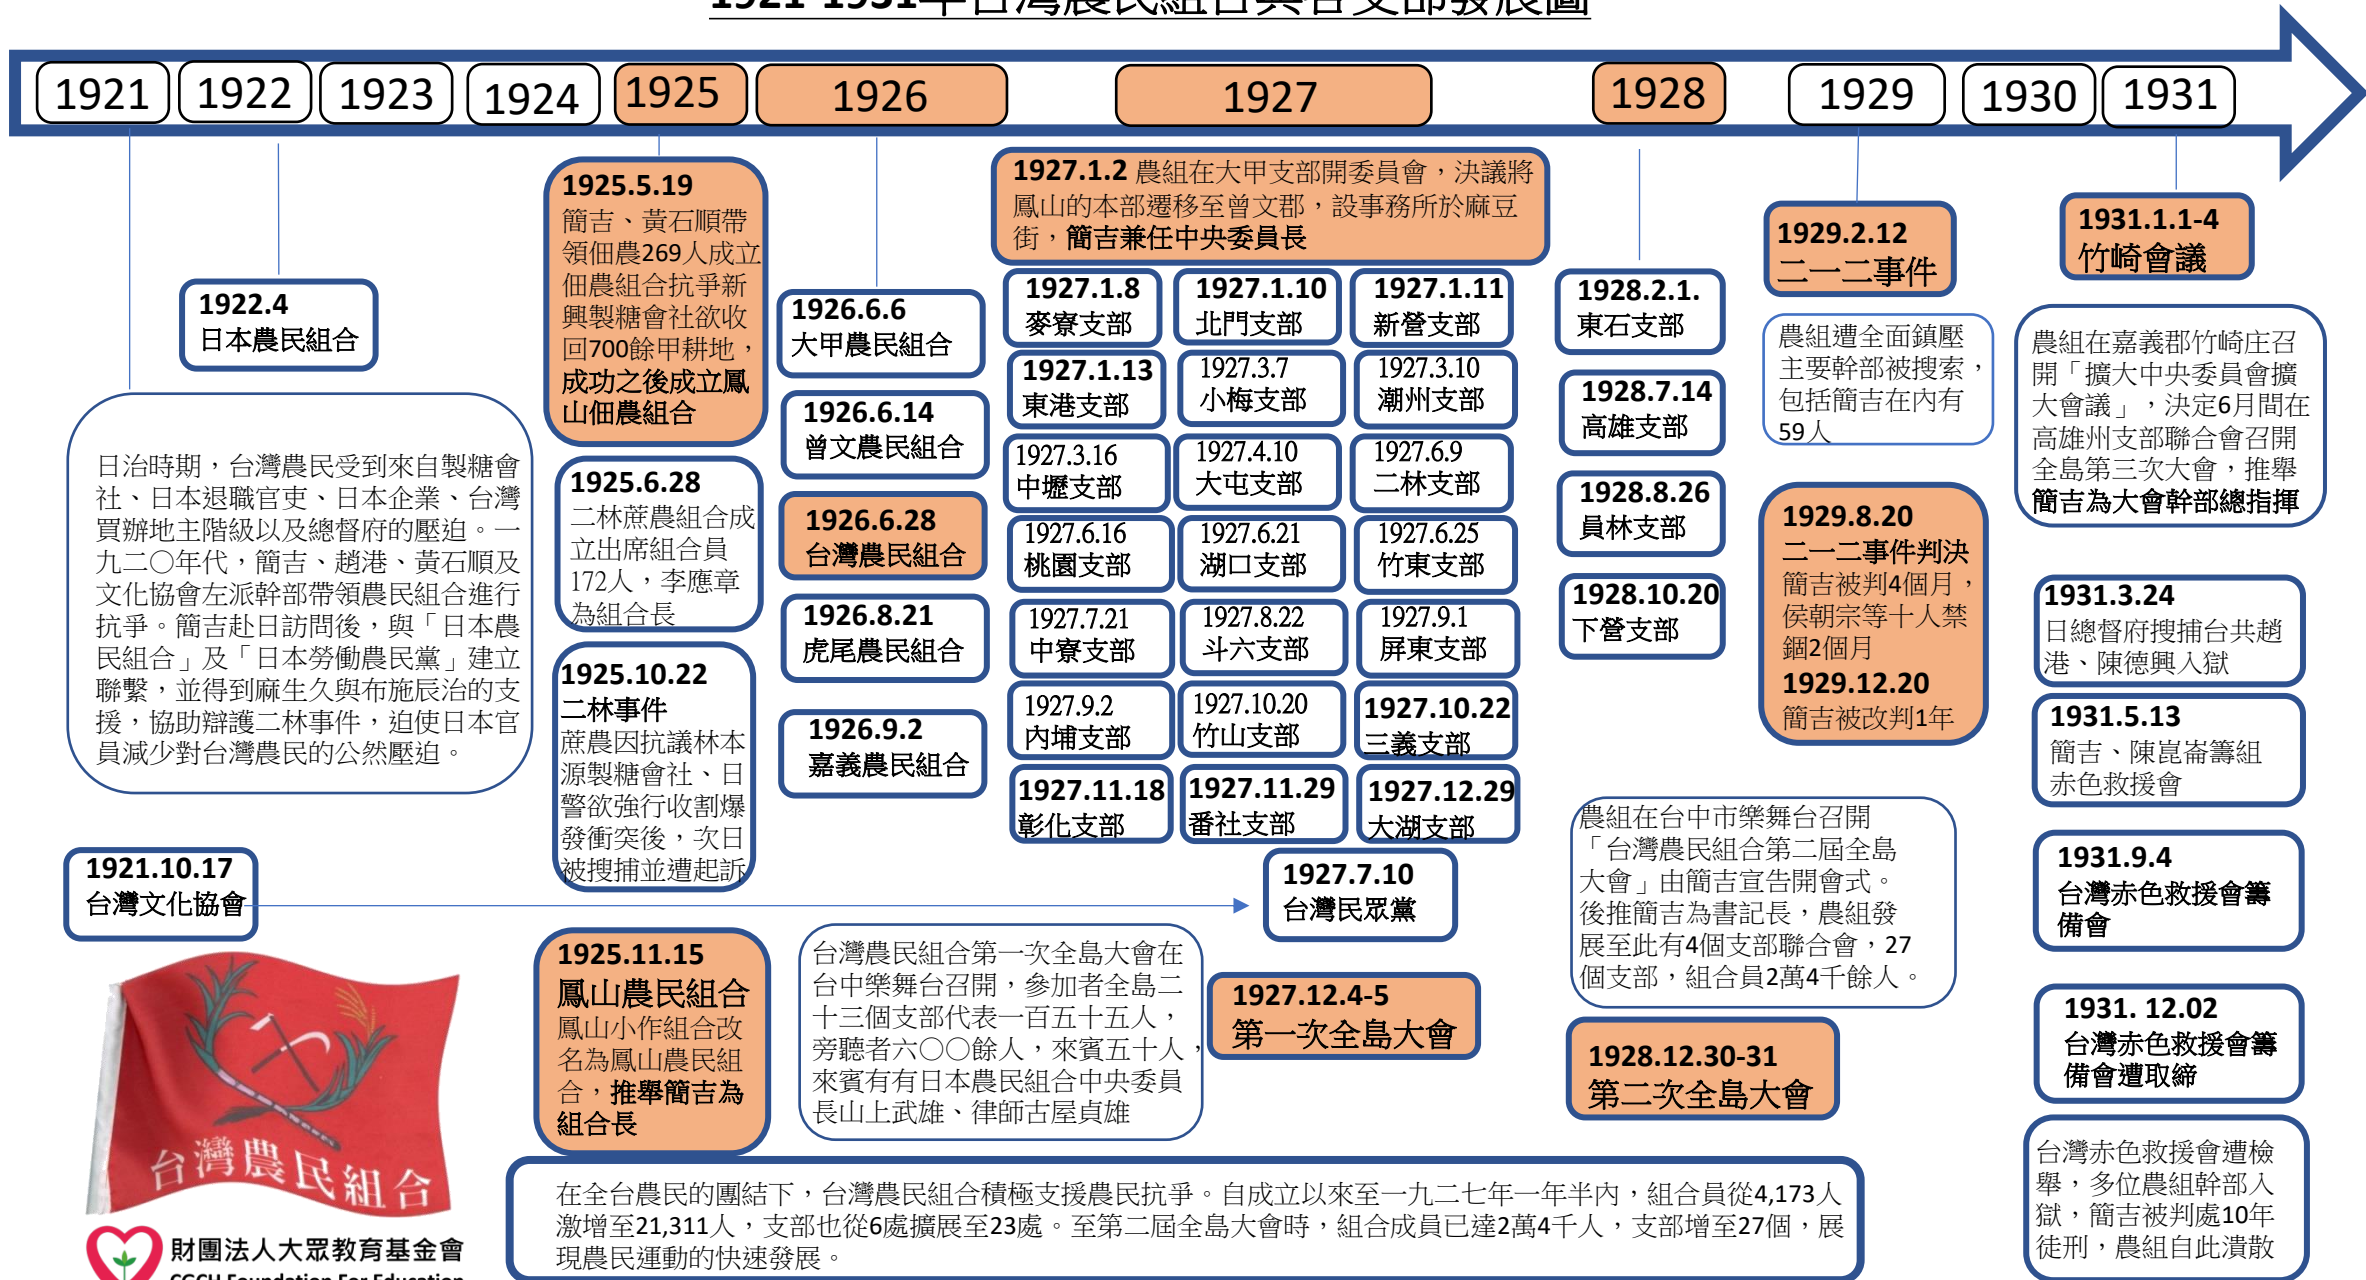 1921-1931年台灣農民組合與各支部發展圖
1921
1922
1923
1924
1925
1926
1927
1928
1929
1930
1931
1922.4
日本農民組合
日治時期，台灣農民受到來自製糖會
社、日本退職官吏、日本企業、台灣
買辦地主階級以及總督府的壓迫。一
九二〇年代，簡吉、趙港、黃石順及
文化協會左派幹部帶領農民組合進行
抗爭。簡吉赴日訪問後，與「日本農
民組合」及「日本勞働農民黨」建立
聯繫，並得到麻生久與布施辰治的支
援，協助辯護二林事件，迫使日本官
員減少對台灣農民的公然壓迫。
1921.10.17
台灣文化協會
台灣農民組合
財團法人大眾教育基金會
CGCH Foundation For Education
1925.5.19
簡吉、黃石順帶
領佃農269人成立
佃農組合抗爭新
興製糖會社欲收
回700餘甲耕地，
成功之後成立鳳
山佃農組合
1925.6.28
二林蔗農組合成
立出席組合員
172人，李應章
為組合長
1925.10.22
二林事件
蔗農因抗議林本
源製糖會社、日
警欲強行收割爆
發衝突後，次日
被搜捕並遭起訴
1925.11.15
鳳山農民組合
鳳山小作組合改
名為鳳山農民組
合，推舉簡吉為
組合長
1926.6.6
大甲農民組合
1926.6.14
曾文農民組合
1926.6.28
台灣農民組合
1926.8.21
虎尾農民組合
1926.9.2
嘉義農民組合
1927.1.2 農組在大甲支部開委員會，決議將
鳳山的本部遷移至曾文郡，設事務所於麻豆
街，簡吉兼任中央委員長
1927.1.8
麥寮支部
1927.1.10
北門支部
1927.1.11
新營支部
1927.1.13
東港支部
1927.3.7
小梅支部
1927.3.10
潮州支部
1927.3.16
中壢支部
1927.4.10
大屯支部
1927.6.9
二林支部
1927.6.16
桃園支部
1927.6.21
湖口支部
1927.6.25
竹東支部
1927.7.21
中寮支部
1927.8.22
斗六支部
1927.9.1
屏東支部
1927.9.2
內埔支部
1927.10.20
竹山支部
1927.10.22
三義支部
1927.11.18
彰化支部
1927.11.29
番社支部
1927.12.29
大湖支部
1927.7.10
台灣民眾黨
台灣農民組合第一次全島大會在
台中樂舞台召開，參加者全島二
十三個支部代表一百五十五人，
旁聽者六〇〇餘人，來賓五十人，
來賓有有日本農民組合中央委員
長山上武雄、律師古屋貞雄
1927.12.4-5
第一次全島大會
1928.2.1.
東石支部
1928.7.14
高雄支部
1928.8.26
員林支部
1928.10.20
下營支部
農組在台中市樂舞台召開
「台灣農民組合第二屆全島
大會」由簡吉宣告開會式。
後推簡吉為書記長，農組發
展至此有4個支部聯合會，27
個支部，組合員2萬4千餘人。
1928.12.30-31
第二次全島大會
1929.2.12
二一二事件
農組遭全面鎮壓
主要幹部被搜索，
包括簡吉在內有
59人
1929.8.20
二一二事件判決
簡吉被判4個月，
侯朝宗等十人禁
錮2個月
1929.12.20
簡吉被改判1年
1931.1.1-4
竹崎會議
農組在嘉義郡竹崎庄召
開「擴大中央委員會擴
大會議」，決定6月間在
高雄州支部聯合會召開
全島第三次大會，推舉
簡吉為大會幹部總指揮
1931.3.24
日總督府搜捕台共趙
港、陳德興入獄
1931.5.13
簡吉、陳崑崙籌組
赤色救援會
1931.9.4
台灣赤色救援會籌
備會
1931. 12.02
台灣赤色救援會籌
備會遭取締
台灣赤色救援會遭檢
舉，多位農組幹部入
獄，簡吉被判處10年
徒刑，農組自此潰散
在全台農民的團結下，台灣農民組合積極支援農民抗爭。自成立以來至一九二七年一年半內，組合員從4,173人
激增至21,311人，支部也從6處擴展至23處。至第二屆全島大會時，組合成員已達2萬4千人，支部增至27個，展
現農民運動的快速發展。